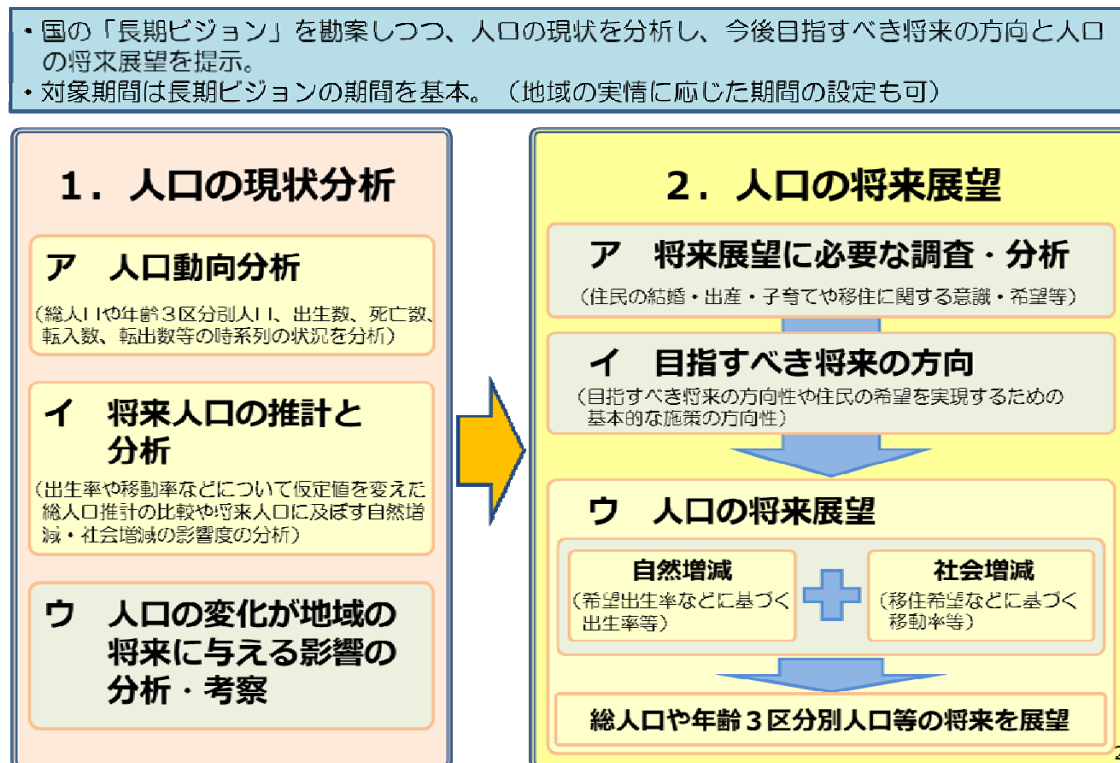 ・国の「長期ビジョン」を勘案しつつ、人口の現状を分析し、今後目指すべき将来の方向と人口
の将来展望を提示。
・対象期間は長期ビジョンの期間を基本。（地域の実情に応じた期間の設定も可）
１．人口の現状分析
ア　人口動向分析
（総人口や年齢３区分別人口、出生数、死亡数、
転入数、転出数等の時系列の状況を分析）
イ　将来人口の推計と
分析
（出生率や移動率などについて仮定値を変えた
総人口推計の比較や将来人口に及ぼす自然増
減・社会増減の影響度の分析）
ウ　人口の変化が地域の
将来に与える影響の
分析・考察
２．人口の将来展望
ア　将来展望に必要な調査・分析
（住民の結婚・出産・子育てや移住に関する意識・希望等）
イ　目指すべき将来の方向
（目指すべき将来の方向性や住民の希望を実現するための
基本的な施策の方向性）
ウ　人口の将来展望
自然増減
（希望出生率などに基づく
出生率等）
社会増減
（移住希望などに基づく
移動率等）
総人口や年齢３区分別人口等の将来を展望
2